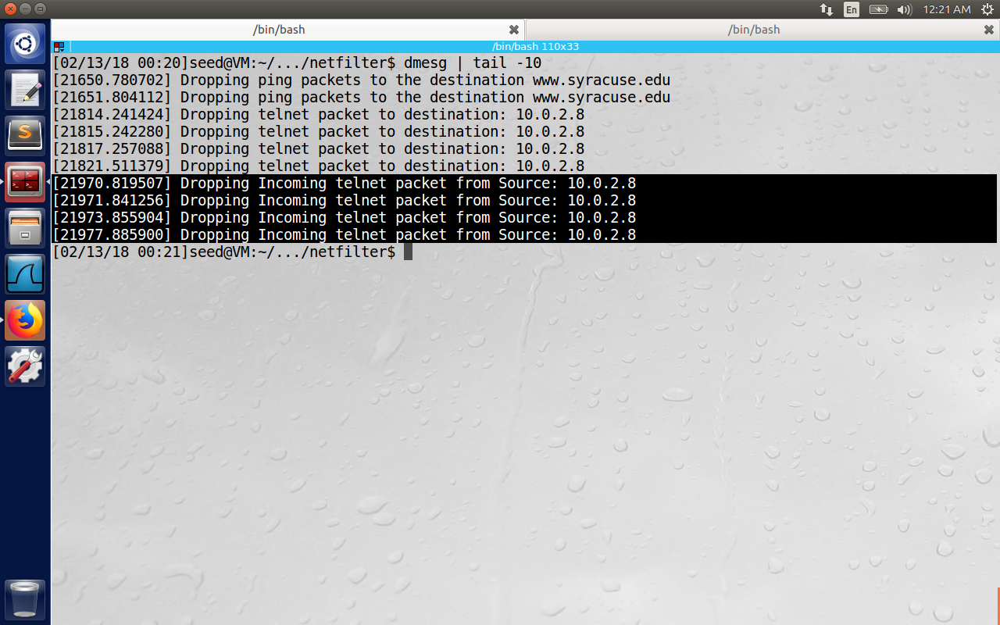 En 12:21 AM
/bin/bash /bin/bash
/bin/bash 110x33
[02/13/18 00:20]seed@VM:~/.../netfilter$ dmesg | tail -10
[21650.780702] Dropping ping packets to the destination www.syracuse.edu
[21651.804112] Dropping ping packets to the destination www.syracuse.edu
[21814.241424] Dropping telnet packet to destination: 10.0.2.8
[21815.242280] Dropping telnet packet to destination: 10.0.2.8
[21817.257088] Dropping telnet packet to destination: 10.0.2.8
[21821.511379] Dropping telnet packet to destination: 10.0.2.8
[21970.819507] Dropping Incoming telnet packet from Source: 10.0.2.8
[21971.841256] Dropping Incoming telnet packet from Source: 10.0.2.8
[21973.855904] Dropping Incoming telnet packet from Source: 10.0.2.8
[21977.885900] Dropping Incoming telnet packet from Source: 10.0.2.8
[02/13/18 00:21]seed@VM:~/.../netfilter$